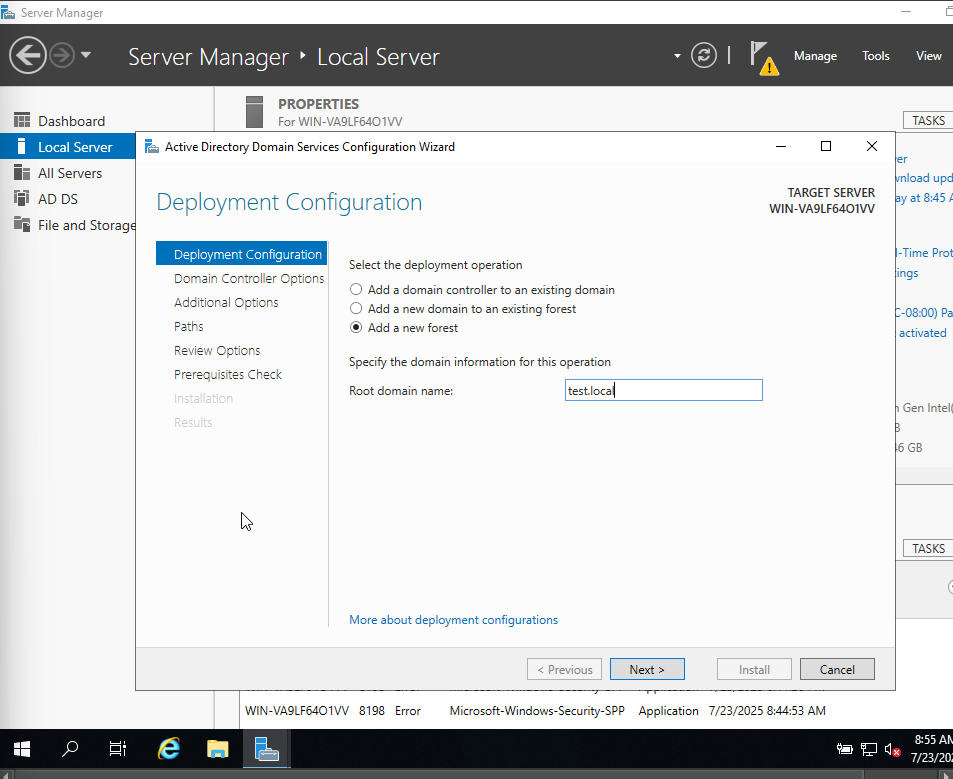 Server Manager
Server Manager • Local Server
Manage Tools View
Dashboard
Local Server
All Servers
AD DS
File and Storage
PROPERTIES
For WIN-VA9LF64O1VV
TASKS
Active Directory Domain Services Configuration Wizard
Deployment Configuration
TARGET SERVER
WIN-VA9LF64O1VV
Deployment Configuration
Domain Controller Options
Additional Options
Paths
Review Options
Prerequisites Check
Installation
Results
Select the deployment operation
Add a domain controller to an existing domain
Add a new domain to an existing forest
Add a new forest
Specify the domain information for this operation
Root domain name: test.local
More about deployment configurations
< Previous Next > Install Cancel
ver
wnload upd
ay at 8:45 A
l-Time Prot
ings
C-08:00) Pa
activated
n Gen Intel(
B
46 GB
TASKS
WIN-VA9LF64O1VV 8198 Error Microsoft-Windows-Security-SPP Application 7/23/2025 8:44:53 AM
8:55 AM
7/23/202